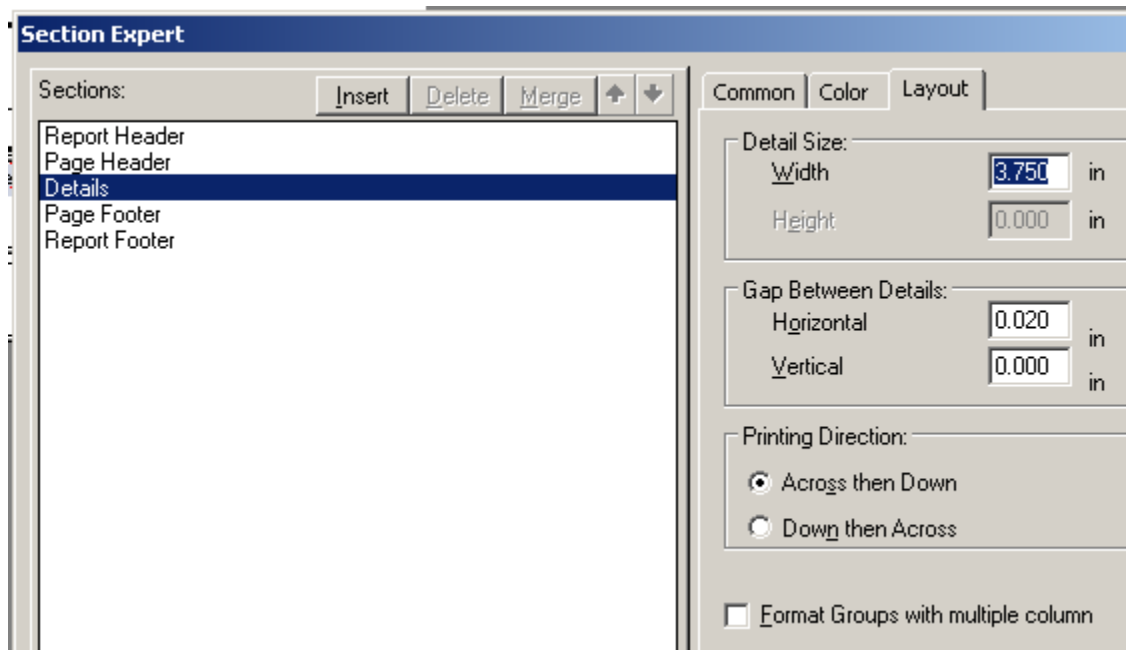 Section Expert
Sections:
Insert
Delete
Merge
Report Header
Page Header
Details
Page Footer
Report Footer
Common
Color
Layout
Detail Size:
Width 3.750 in
Height 0.000 in
Gap Between Details:
Horizontal 0.020 in
Vertical 0.000 in
Printing Direction:
Across then Down
Down then Across
Format Groups with multiple column